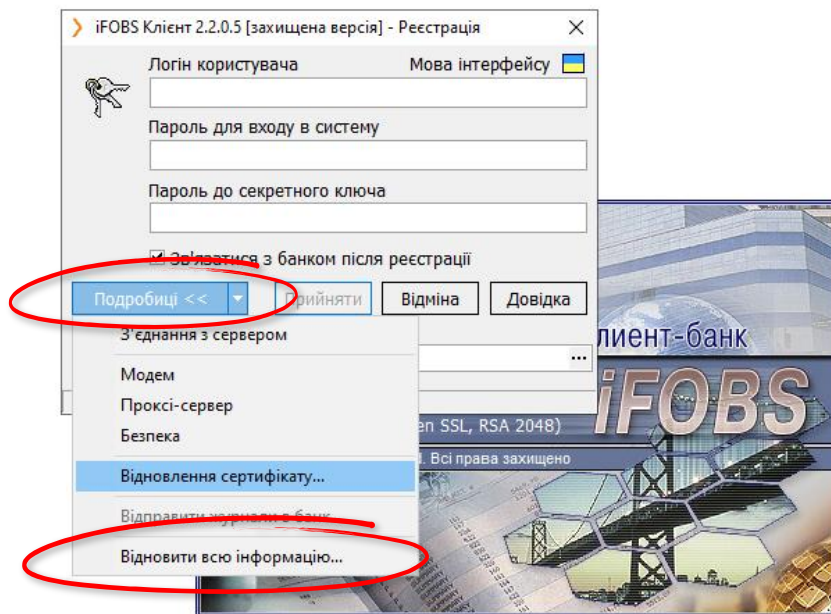 iFOBS Клієнт 2.2.0.5 [захищена версія] - Реєстрація
Логін користувача Мова інтерфейсу
Пароль для входу в систему
Пароль до секретного ключа
Зв'язатися з банком після реєстрації
Подробиці << Прийняти Відміна Довідка
З'єднання з сервером
Модем
Проксі-сервер
Безпека
Відновлення сертифікату...
Відправити журнали в банк
Відновити всю інформацію...
лиент-банк
iFOBS
en SSL, RSA 2048)
. Всі права захищено